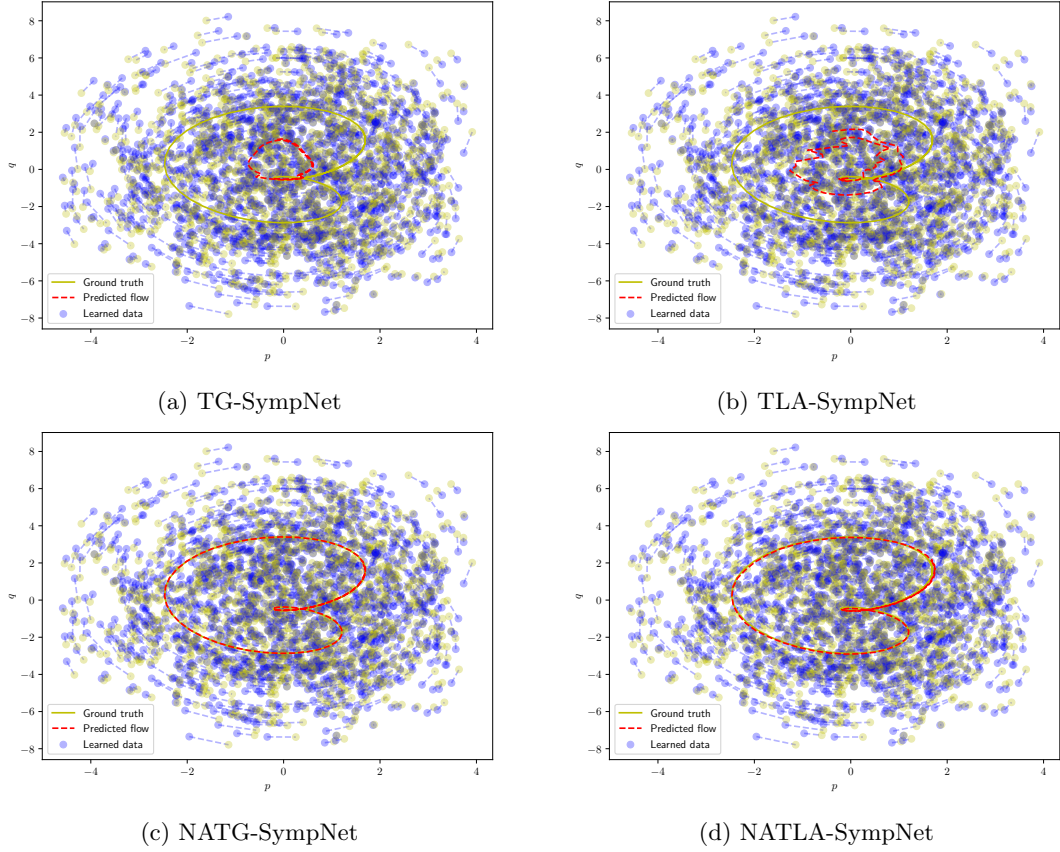 8
6
4
2
0
−2
−4
−6
−8
q
Ground truth
Predicted flow
Learned data
−4 −2 0 2 4
p
(a) TG-SympNet
8
6
4
2
0
−2
−4
−6
−8
q
Ground truth
Predicted flow
Learned data
−4 −2 0 2 4
p
(b) TLA-SympNet
8
6
4
2
0
−2
−4
−6
−8
q
Ground truth
Predicted flow
Learned data
−4 −2 0 2 4
p
(c) NATG-SympNet
8
6
4
2
0
−2
−4
−6
−8
q
Ground truth
Predicted flow
Learned data
−4 −2 0 2 4
p
(d) NATLA-SympNet